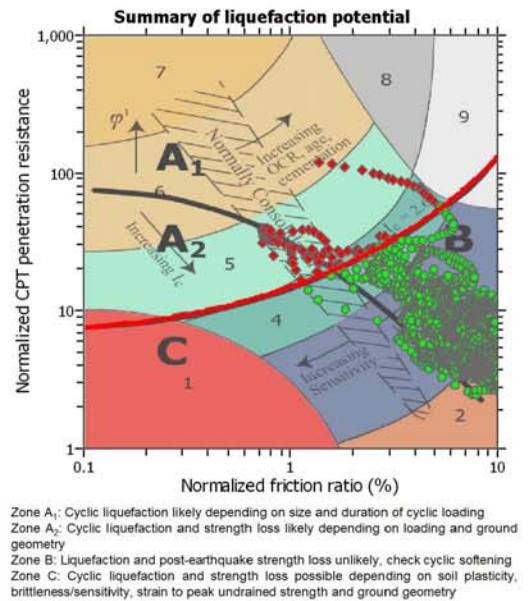 Summary of liquefaction potential
1,000
7
8
9
φ'
Increasing
OCR, age,
cementation
Normally Conso
100
A1
6
A2
Increasing Ic
Ic = 2.6
B
5
10
4
C
1
Increasing
Sensitivity
2
1
0.1
1
10
Normalized CPT penetration resistance
Normalized friction ratio (%)
Zone A1: Cyclic liquefaction likely depending on size and duration of cyclic loading
Zone A2: Cyclic liquefaction and strength loss likely depending on loading and ground
geometry
Zone B: Liquefaction and post-earthquake strength loss unlikely, check cyclic softening
Zone C: Cyclic liquefaction and strength loss possible depending on soil plasticity,
brittleness/sensitivity, strain to peak undrained strength and ground geometry